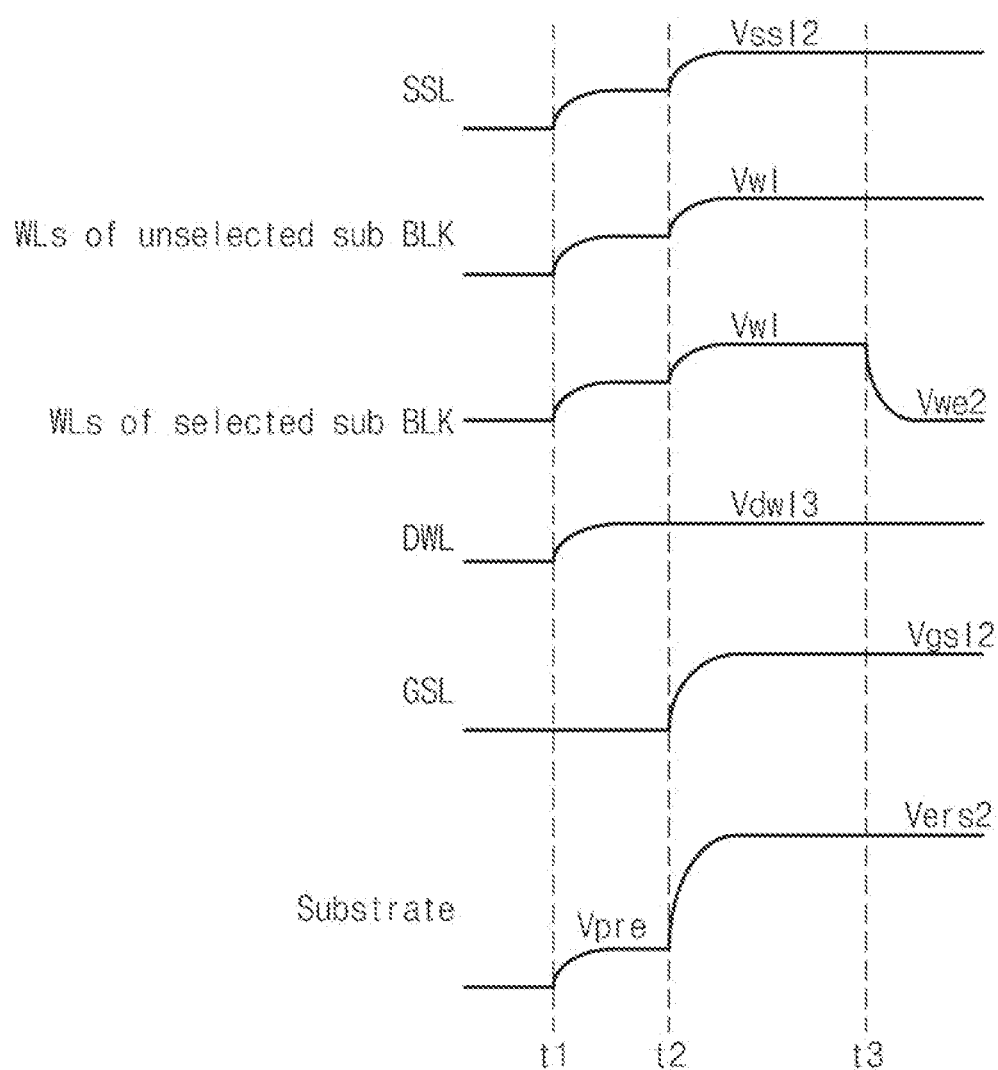 Vssl2
SSL
Vwl
WLs of unselected sub BLK
Vwl
Vwe2
WLs of selected sub BLK
Vdwl3
DWL
Vgsl2
GSL
Vers2
Substrate
Vpre
t1 t2 t3